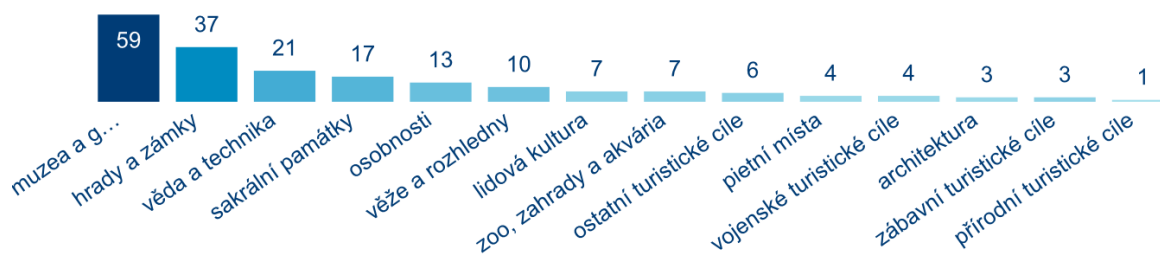 59
37
21
17
13
10
7
7
6
4
4
3
3
1
muzea a g...
hrady a zámky
věda a technika
sakrální památky
osobnosti
věže a rozhledny
lidová kultura
zoo, zahrady a akvária
ostatní turistické cíle
pietní místa
vojenské turistické cíle
architektura
zábavní turistické cíle
přírodní turistické cíle